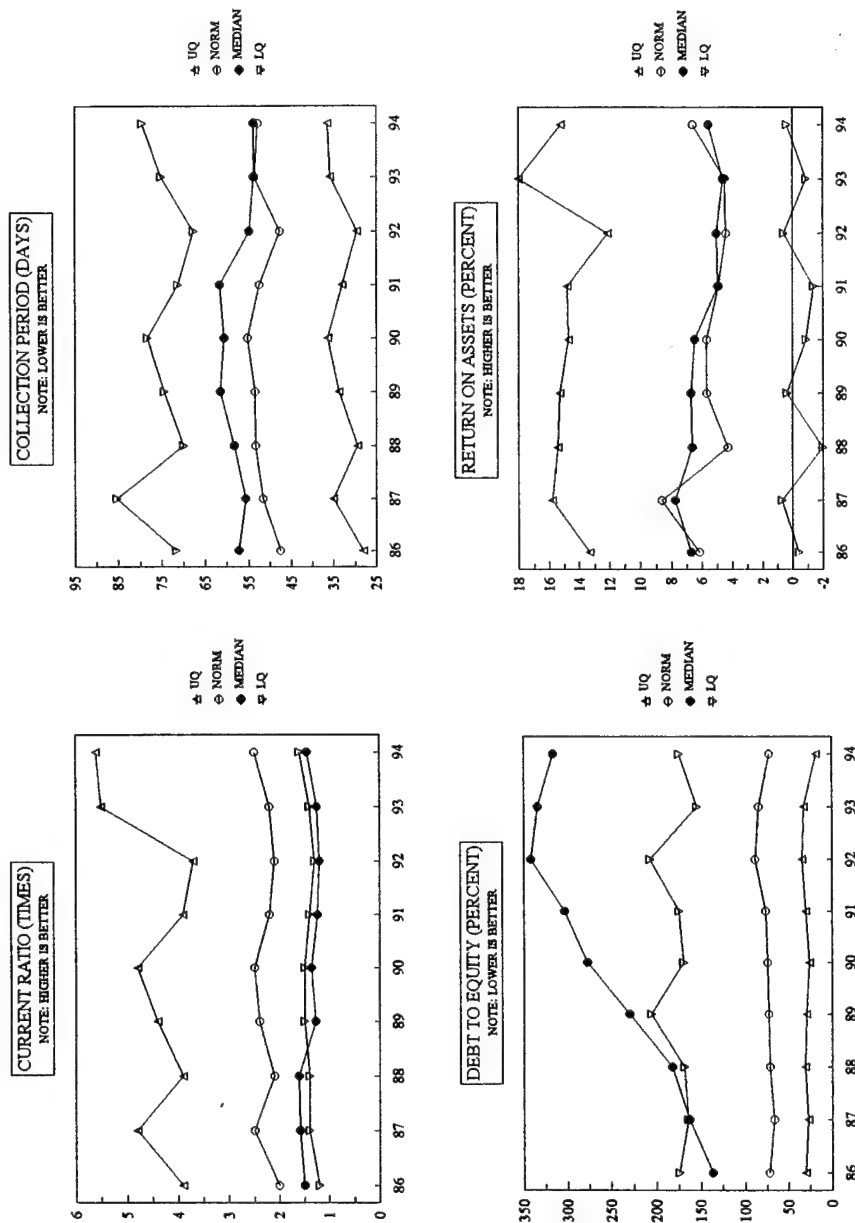 CURRENT RATIO (TIMES)
NOTE: HIGHER IS BETTER
6
5
4
3
2
1
0
86 87 88 89 90 91 92 93 94
UQ
NORM
MEDIAN
LQ
COLLECTION PERIOD (DAYS)
NOTE: LOWER IS BETTER
95
85
75
65
55
45
35
25
86 87 88 89 90 91 92 93 94
UQ
NORM
MEDIAN
LQ
DEBT TO EQUITY (PERCENT)
NOTE: LOWER IS BETTER
350
300
250
200
150
100
50
0
86 87 88 89 90 91 92 93 94
UQ
NORM
MEDIAN
LQ
RETURN ON ASSETS (PERCENT)
NOTE: HIGHER IS BETTER
18
16
14
12
10
8
6
4
2
0
-2
86 87 88 89 90 91 92 93 94
UQ
NORM
MEDIAN
LQ